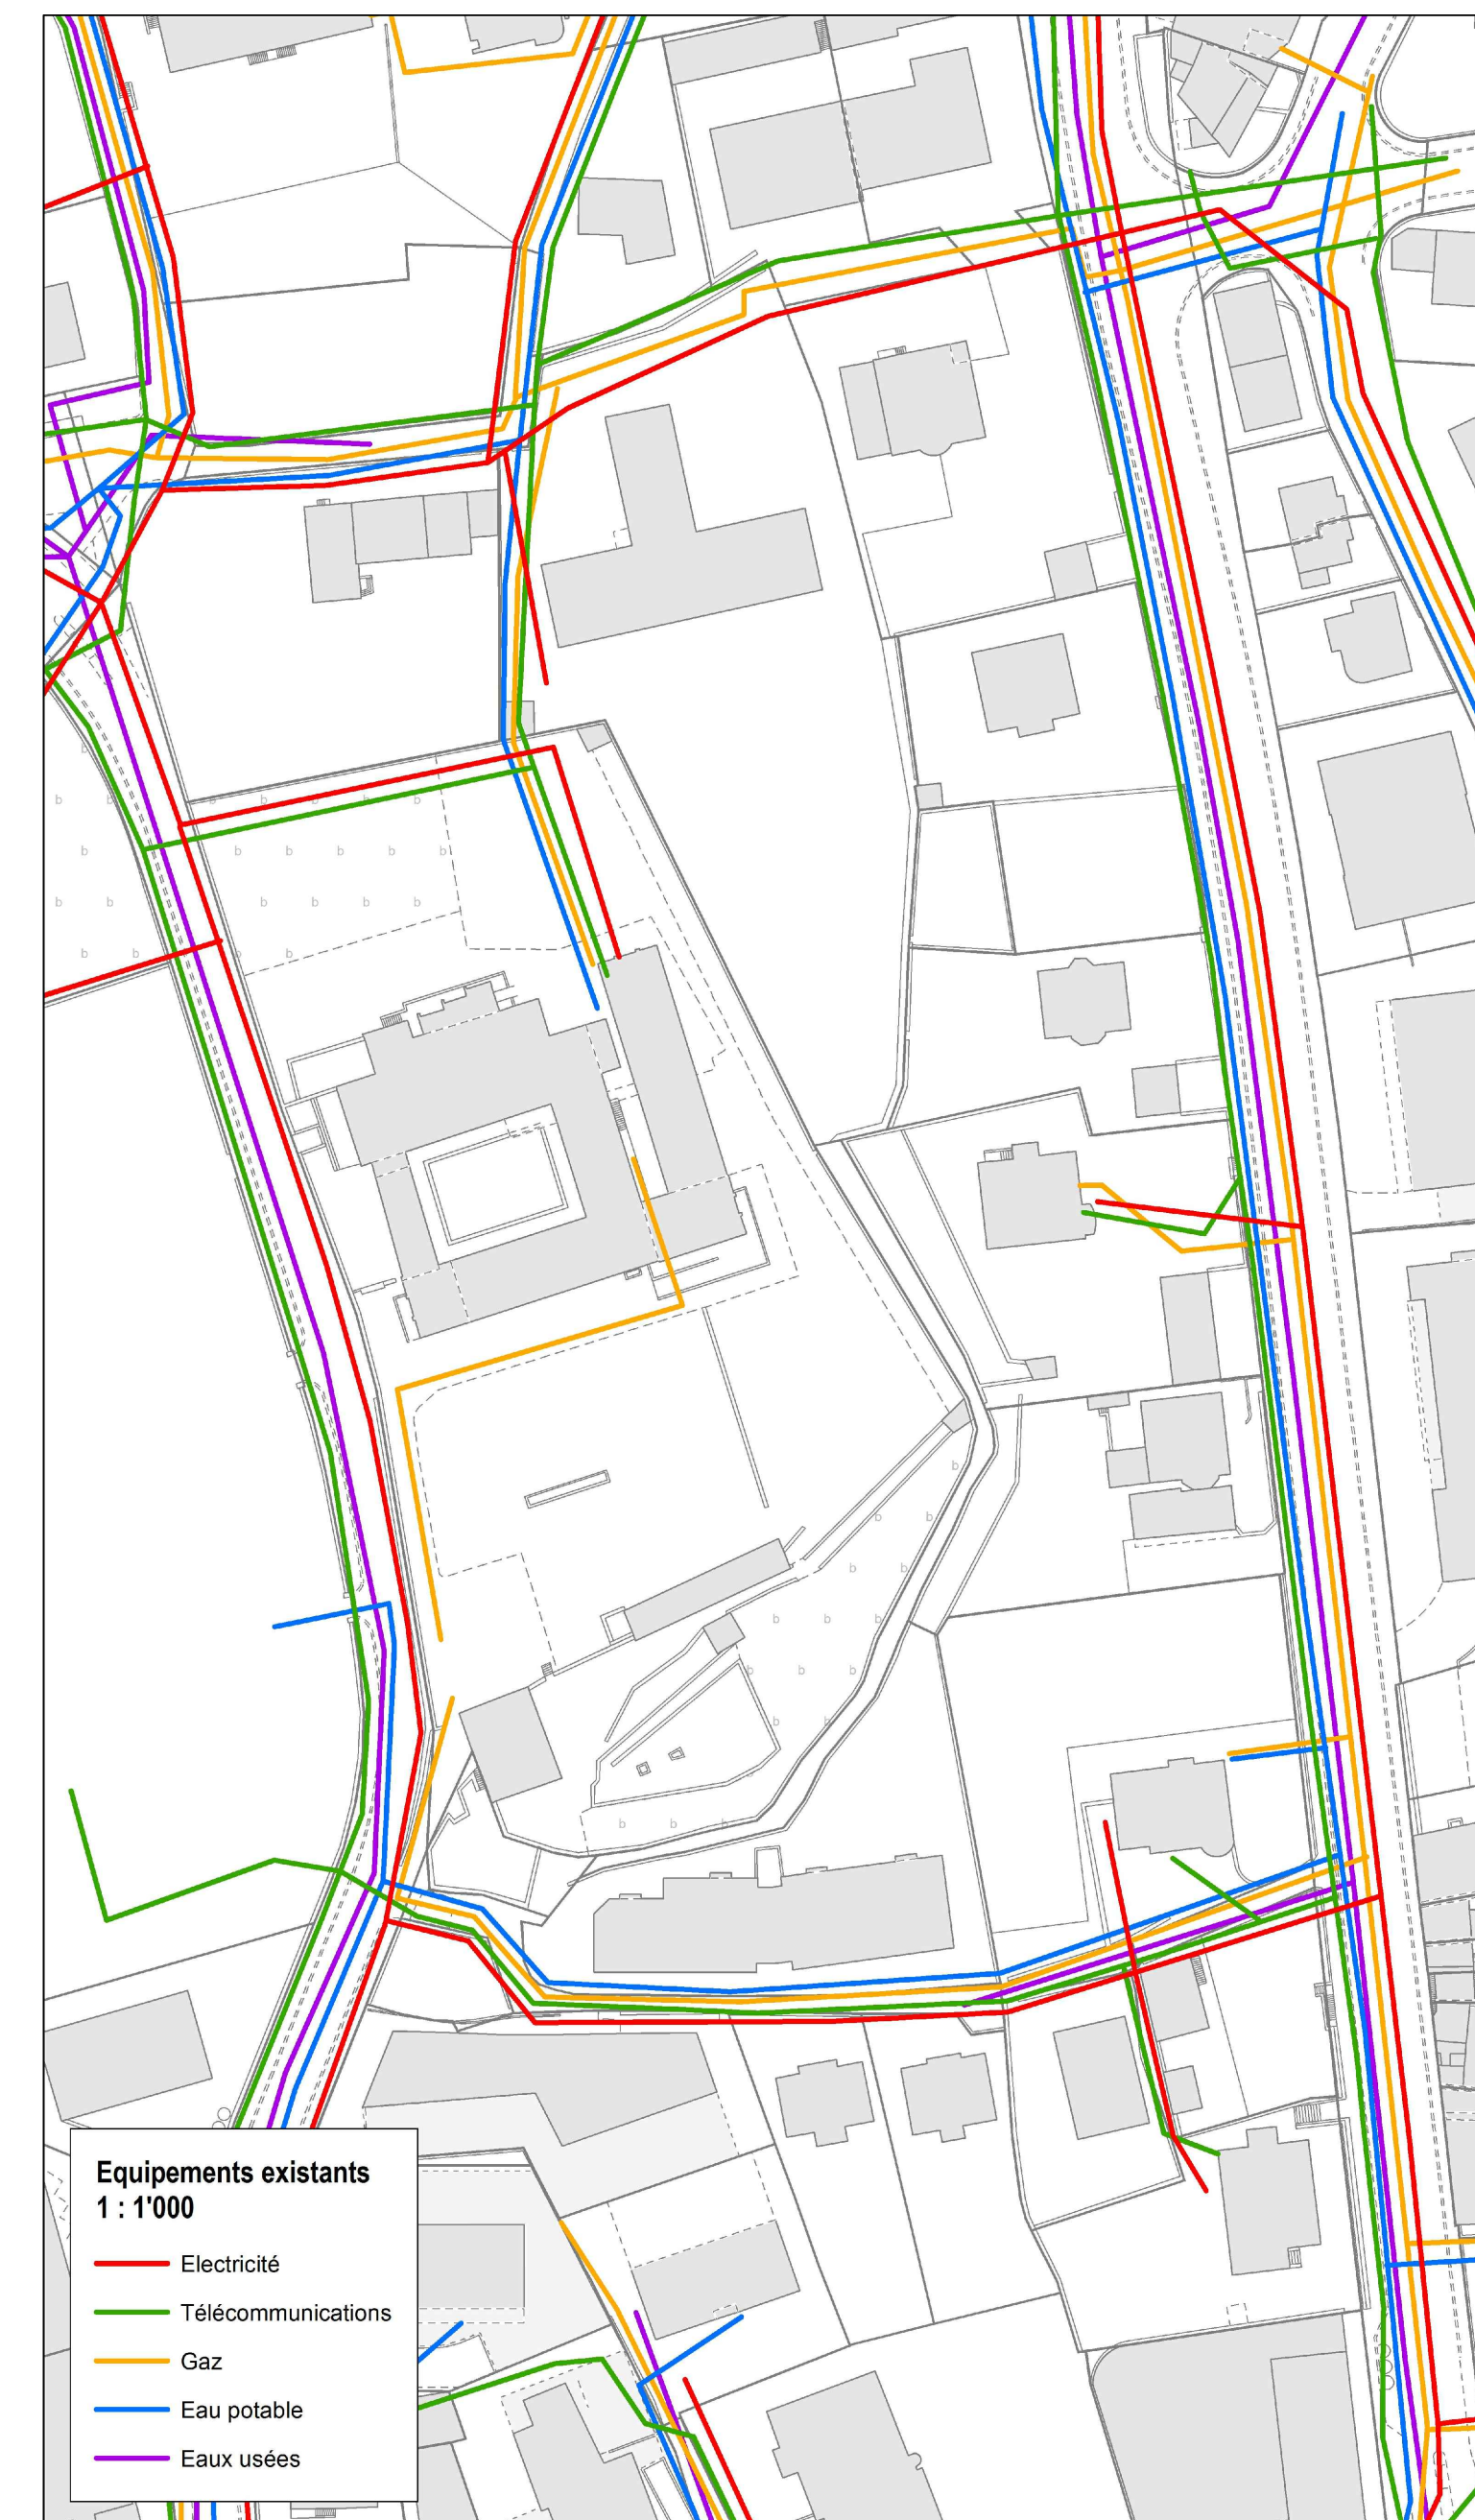 Equipements existants
1 : 1'000
Electricité
Télécommunications
Gaz
Eau potable
Eaux usées